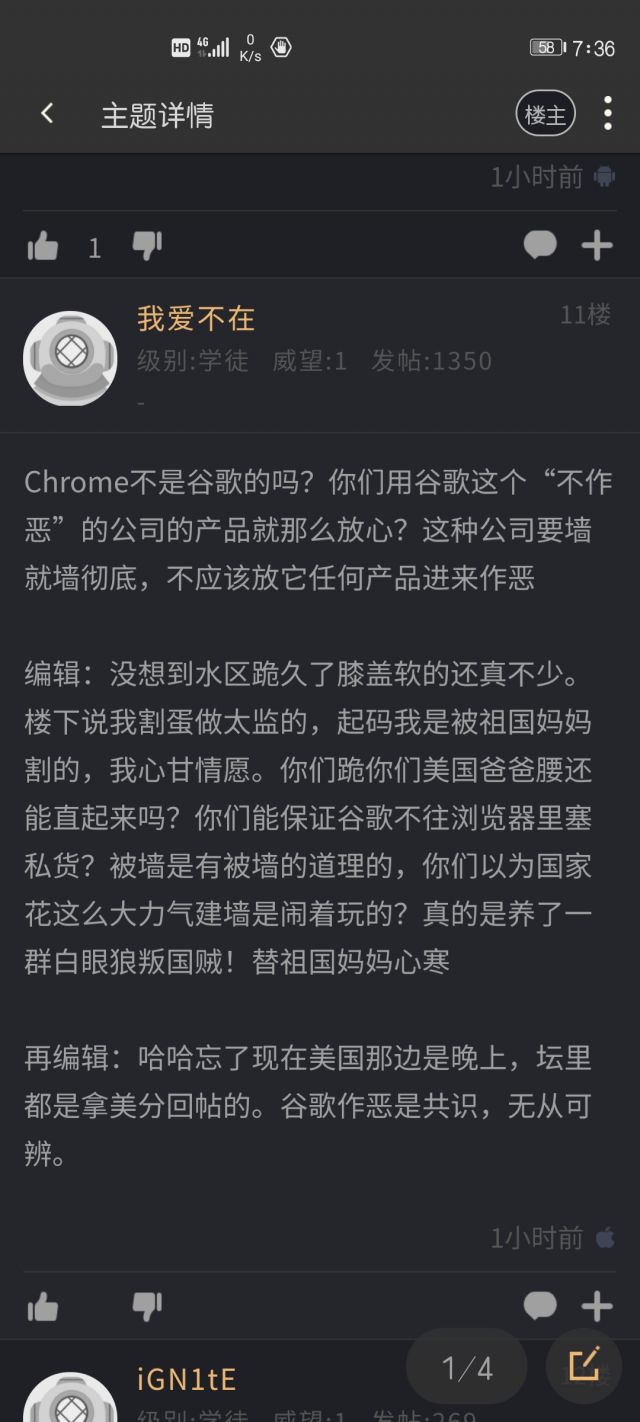 HD 4G 0 K/s 58 7:36
主题详情 楼主
1小时前
1
我爱不在 11楼
级别:学徒 威望:1 发帖:1350
-
Chrome不是谷歌的吗？你们用谷歌这个“不作
恶”的公司的产品就那么放心？这种公司要墙
就墙彻底，不应该放它任何产品进来作恶
编辑：没想到水区跪久了膝盖软的还真不少。
楼下说我割蛋做太监的，起码我是被祖国妈妈
割的，我心甘情愿。你们跪你们美国爸爸腰还
能直起来吗？你们能保证谷歌不往浏览器里塞
私货？被墙是有被墙的道理的，你们以为国家
花这么大力气建墙是闹着玩的？真的是养了一
群白眼狼叛国贼！替祖国妈妈心寒
再编辑：哈哈忘了现在美国那边是晚上，坛里
都是拿美分回帖的。谷歌作恶是共识，无从可
辨。
1小时前
1/4
iGN1tE
级别:学徒 威望:1 发帖:269